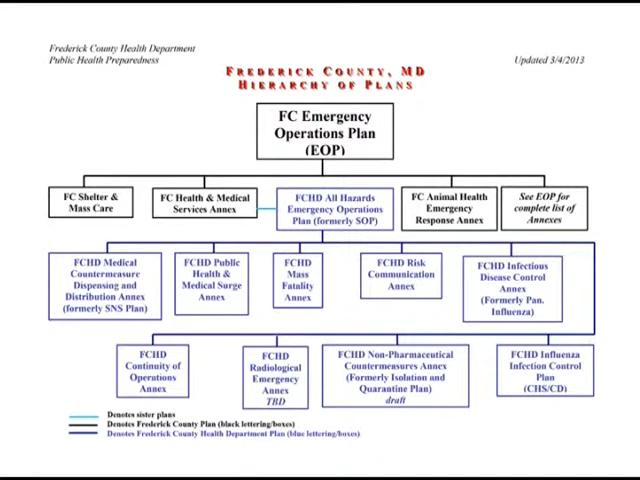 Frederick County Health Department
Public Health Preparedness
Updated 3/4/2013
FREDERICK COUNTY, MD
HIERARCHY OF PLANS
FC Emergency
Operations Plan
(EOP)
FC Shelter &
Mass Care
FC Health & Medical
Services Annex
FCHD All Hazards
Emergency Operations
Plan (formerly SOP)
FC Animal Health
Emergency
Response Annex
See EOP for
complete list of
Annexes
FCHD Medical
Countermeasure
Dispensing and
Distribution Annex
(formerly SNS Plan)
FCHD Public
Health &
Medical Surge
Annex
FCHD
Mass
Fatality
Annex
FCHD Risk
Communication
Annex
FCHD Infectious
Disease Control
Annex
(Formerly Pan.
Influenza)
FCHD
Continuity of
Operations
Annex
FCHD
Radiological
Emergency
Annex
TBD
FCHD Non-Pharmaceutical
Countermeasures Annex
(Formerly Isolation and
Quarantine Plan)
draft
FCHD Influenza
Infection Control
Plan
(CHS/CD)
Denotes sister plans
Denotes Frederick County Plan (black lettering/boxes)
Denotes Frederick County Health Department Plan (blue lettering/boxes)